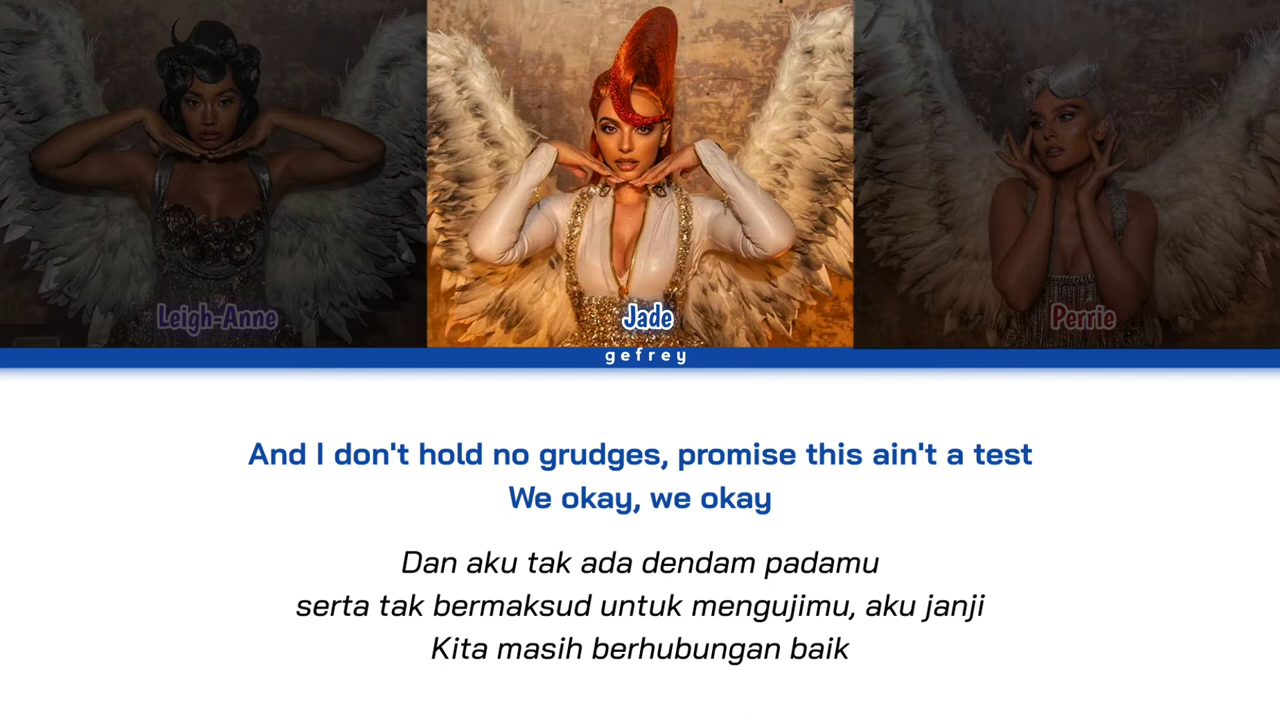 Leigh-Anne
Jade
Perrie
gefrey
And I don't hold no grudges, promise this ain't a test
We okay, we okay
Dan aku tak ada dendam padamu
serta tak bermaksud untuk mengujimu, aku janji
Kita masih berhubungan baik